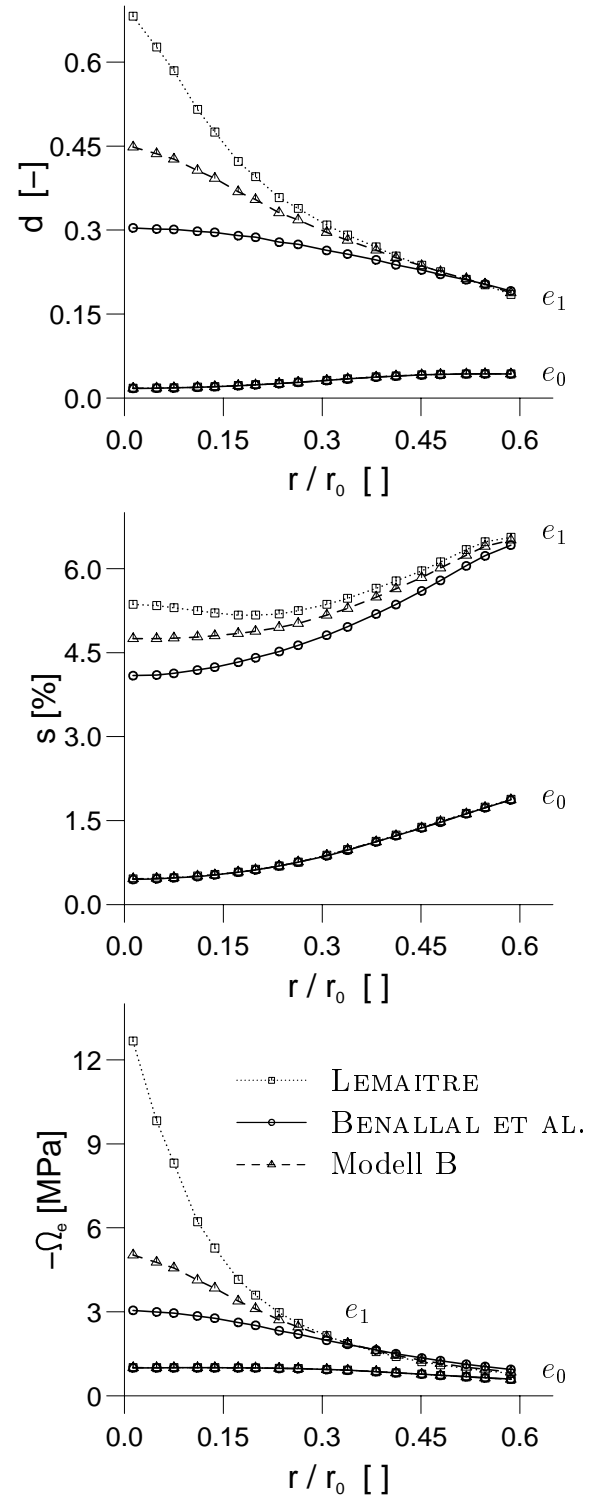 0.6
0.45
0.3
0.15
0.0
d [−]
e₁
e₀
0.0 0.15 0.3 0.45 0.6
r / r₀ [ ]
6.0
4.5
3.0
1.5
0.0
s [%]
e₁
e₀
0.0 0.15 0.3 0.45 0.6
r / r₀ [ ]
12
9
6
3
0
−Ωₑ [MPa]
LEMAITRE
BENALLAL ET AL.
Modell B
e₁
e₀
0.0 0.15 0.3 0.45 0.6
r / r₀ [ ]